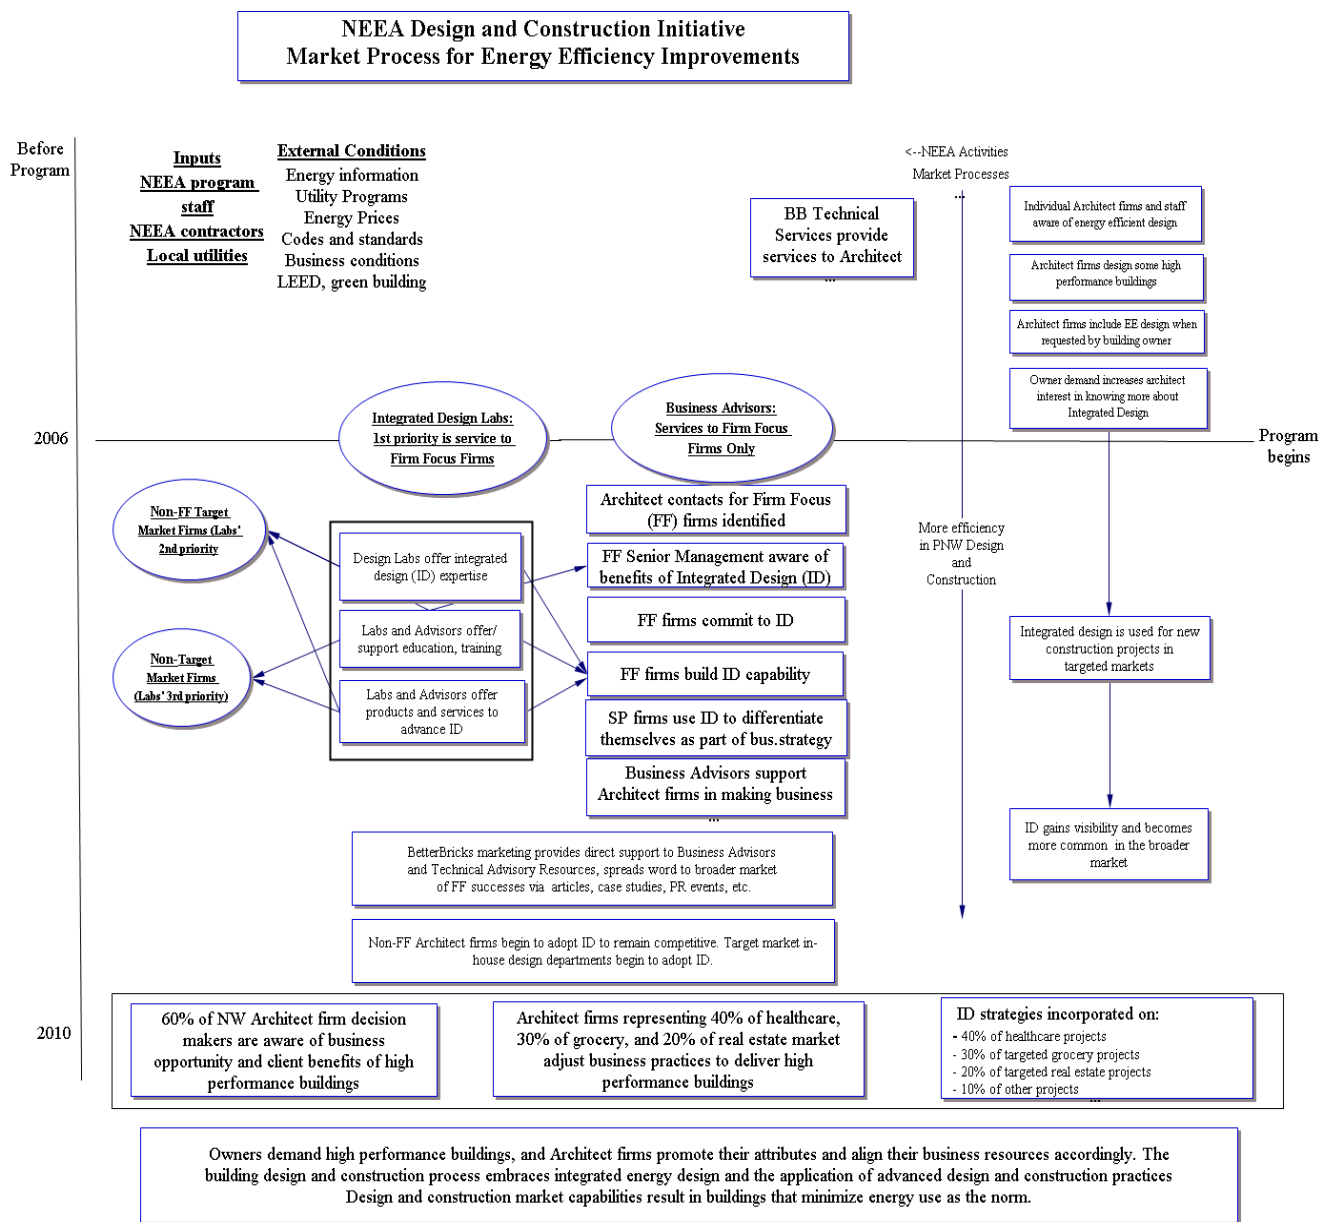 NEEA Design and Construction Initiative
Market Process for Energy Efficiency Improvements
Before
Program
Inputs
NEEA program
staff
NEEA contractors
Local utilities
External Conditions
Energy information
Utility Programs
Energy Prices
Codes and standards
Business conditions
LEED, green building
BB Technical
Services provide
services to Architect
...
<--NEEA Activities
Market Processes
...
Individual Architect firms and staff
aware of energy efficient design
Architect firms design some high
performance buildings
Architect firms include EE design when
requested by building owner
Owner demand increases architect
interest in knowing more about
Integrated Design
2006
Integrated Design Labs:
1st priority is service to
Firm Focus Firms
Business Advisors:
Services to Firm Focus
Firms Only
Program
begins
Non-FF Target
Market Firms (Labs'
2nd priority
Non-Target
Market Firms
(Labs' 3rd priority)
Design Labs offer integrated
design (ID) expertise
Labs and Advisors offer/
support education, training
Labs and Advisors offer
products and services to
advance ID
Architect contacts for Firm Focus
(FF) firms identified
FF Senior Management aware of
benefits of Integrated Design (ID)
FF firms commit to ID
FF firms build ID capability
SP firms use ID to differentiate
themselves as part of bus.strategy
Business Advisors support
Architect firms in making business
...
More efficiency
in PNW Design
and
Construction
Integrated design is used for new
construction projects in
targeted markets
ID gains visibility and becomes
more common in the broader
market
BetterBricks marketing provides direct support to Business Advisors
and Technical Advisory Resources, spreads word to broader market
of FF successes via articles, case studies, PR events, etc.
Non-FF Architect firms begin to adopt ID to remain competitive. Target market in-
house design departments begin to adopt ID.
2010
60% of NW Architect firm decision
makers are aware of business
opportunity and client benefits of high
performance buildings
Architect firms representing 40% of healthcare,
30% of grocery, and 20% of real estate market
adjust business practices to deliver high
performance buildings
ID strategies incorporated on:
- 40% of healthcare projects
- 30% of targeted grocery projects
- 20% of targeted real estate projects
- 10% of other projects
...
Owners demand high performance buildings, and Architect firms promote their attributes and align their business resources accordingly. The
building design and construction process embraces integrated energy design and the application of advanced design and construction practices
Design and construction market capabilities result in buildings that minimize energy use as the norm.